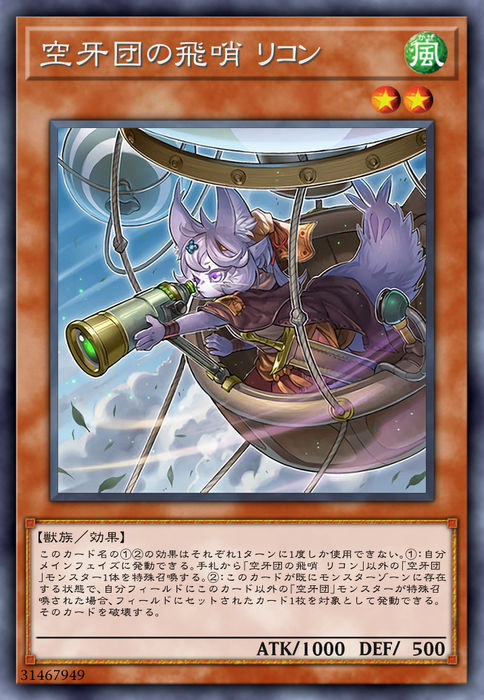 空牙団の飛哨 リコン
かぜ
風
【獣族／効果】
このカード名の①②の効果はそれぞれ1ターンに1度しか使用できない。①：自分
メインフェイズに発動できる。手札から「空牙団の飛哨 リコン」以外の「空牙団
」モンスター1体を特殊召喚する。②：このカードが既にモンスターゾーンに存在
する状態で、自分フィールドにこのカード以外の「空牙団」モンスターが特殊召
喚された場合、フィールドにセットされたカード1枚を対象として発動できる。
そのカードを破壊する。
ATK/1000 DEF/ 500
31467949